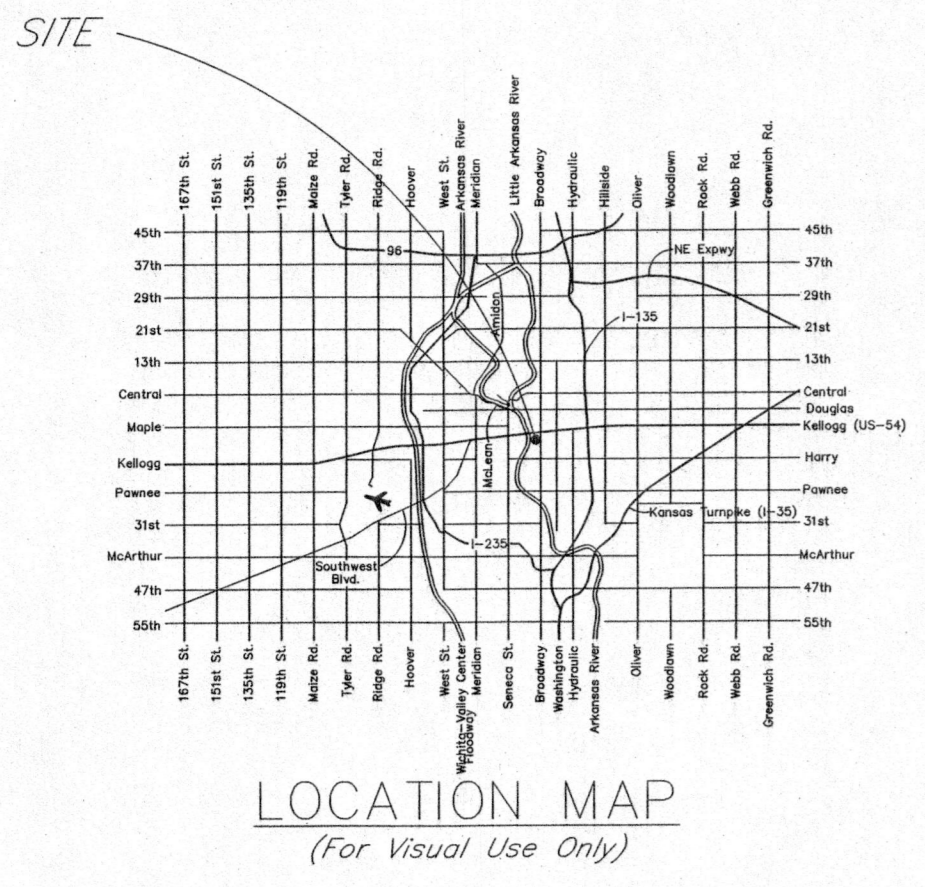 SITE
167th St.
151st St.
135th St.
119th St.
Maize Rd.
Tyler Rd.
Ridge Rd.
Hoover
West St.
Arkansas River
Meridian
Little Arkansas River
Broadway
Hydraulic
Hillside
Oliver
Woodlawn
Rock Rd.
Webb Rd.
Greenwich Rd.
45th
37th
29th
21st
13th
Central
Maple
Kellogg
Pawnee
31st
McArthur
47th
55th
96
NE Expwy
Amidon
I-135
McLean
Kansas Turnpike (I-35)
I-235
Southwest
Blvd.
45th
37th
29th
21st
13th
Central
Douglas
Kellogg (US-54)
Harry
Pawnee
31st
McArthur
47th
55th
167th St.
151st St.
135th St.
119th St.
Maize Rd.
Tyler Rd.
Ridge Rd.
Hoover
West St.
Wichita-Valley Center
Floodway
Meridian
Seneca St.
Broadway
Washington
Hydraulic
Arkansas River
Oliver
Woodlawn
Rock Rd.
Webb Rd.
Greenwich Rd.
LOCATION MAP
(For Visual Use Only)